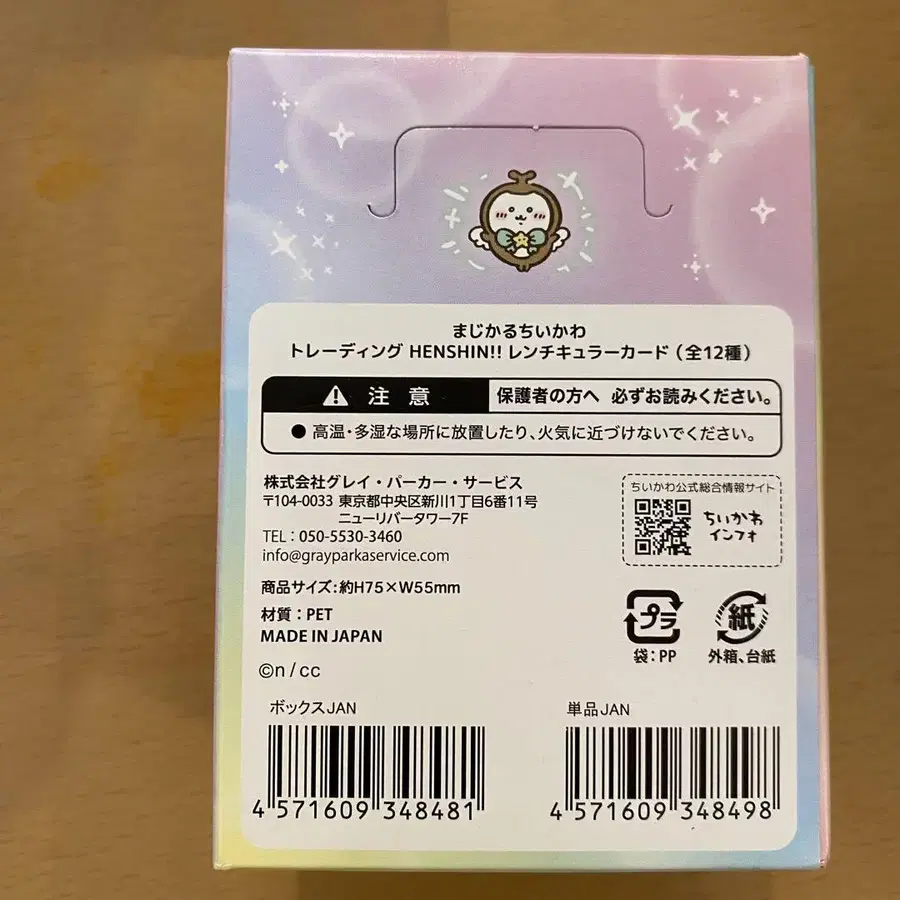 まじかるちいかわ
トレーディング HENSHIN!! レンチキュラーカード（全12種）
注意 保護者の方へ 必ずお読みください。
● 高温・多湿な場所に放置したり、火気に近づけないでください。
株式会社グレイ・パーカー・サービス
〒104-0033 東京都中央区新川1丁目6番11号
ニューリバータワー7F
TEL：050-5530-3460
info@grayparkaservice.com
ちいかわ公式総合情報サイト
ちいかわ
インフォ
商品サイズ：約H75×W55mm
材質：PET
MADE IN JAPAN
©n / cc
プラ
袋：PP
紙
外箱、台紙
ボックスJAN
4 571609 348481
単品JAN
4 571609 348498